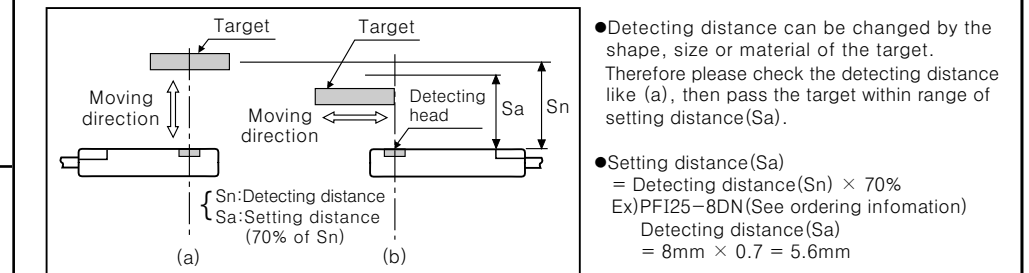 Target
Target
Moving
direction
Moving
direction
Detecting
head
Sa
Sn
{ Sn:Detecting distance
Sa:Setting distance
(70% of Sn)
(a)
(b)
●Detecting distance can be changed by the
shape, size or material of the target.
Therefore please check the detecting distance
like (a), then pass the target within range of
setting distance(Sa).
●Setting distance(Sa)
= Detecting distance(Sn) × 70%
Ex)PFI25-8DN(See ordering infomation)
Detecting distance(Sa)
= 8mm × 0.7 = 5.6mm